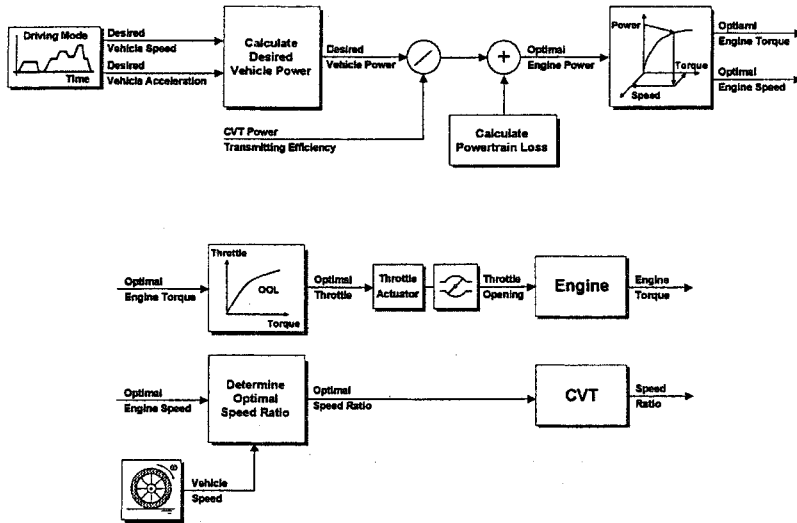 Driving Mode
Time
Desired
Vehicle Speed
Desired
Vehicle Acceleration
Calculate
Desired
Vehicle Power
Desired
Vehicle Power
CVT Power
Transmitting Efficiency
+
Optimal
Engine Power
Calculate
Powertrain Loss
Power
Torque
Speed
Optiaml
Engine Torque
Optimal
Engine Speed
Optimal
Engine Torque
Throttle
OOL
Torque
Optimal
Throttle
Throttle
Actuator
Throttle
Opening
Engine
Engine
Torque
Optimal
Engine Speed
Determine
Optimal
Speed Ratio
Optimal
Speed Ratio
CVT
Speed
Ratio
ω
Vehicle
Speed